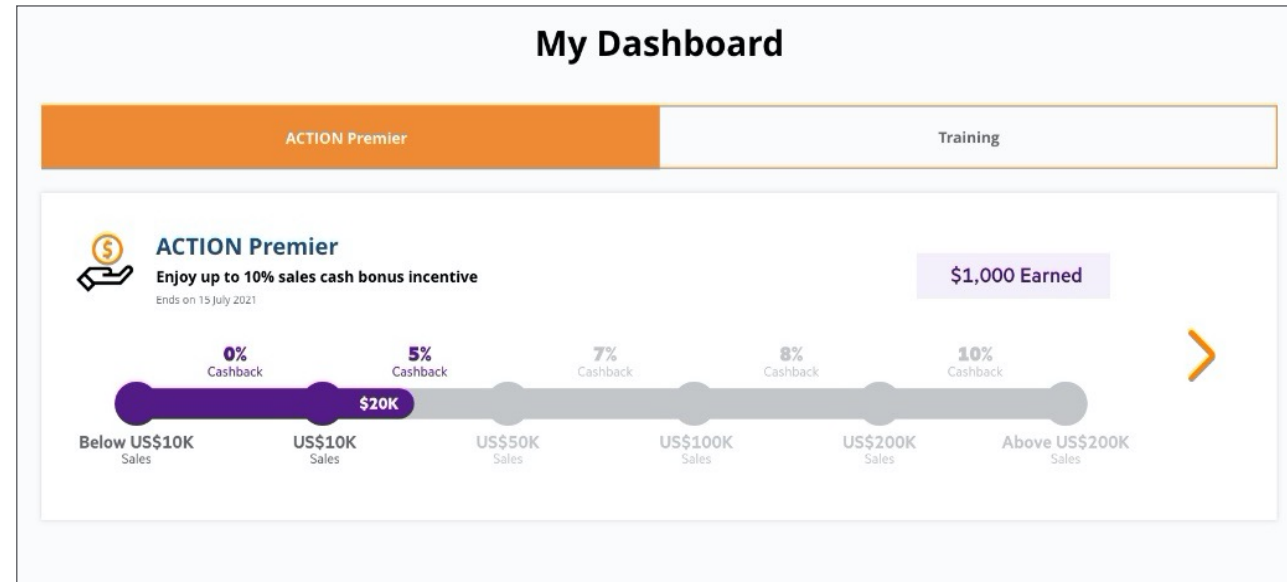 My Dashboard
ACTION Premier
Training
$
ACTION Premier
Enjoy up to 10% sales cash bonus incentive
Ends on 15 July 2021
$1,000 Earned
0%
Cashback
5%
Cashback
7%
Cashback
8%
Cashback
10%
Cashback
$20K
Below US$10K
Sales
US$10K
Sales
US$50K
Sales
US$100K
Sales
US$200K
Sales
Above US$200K
Sales